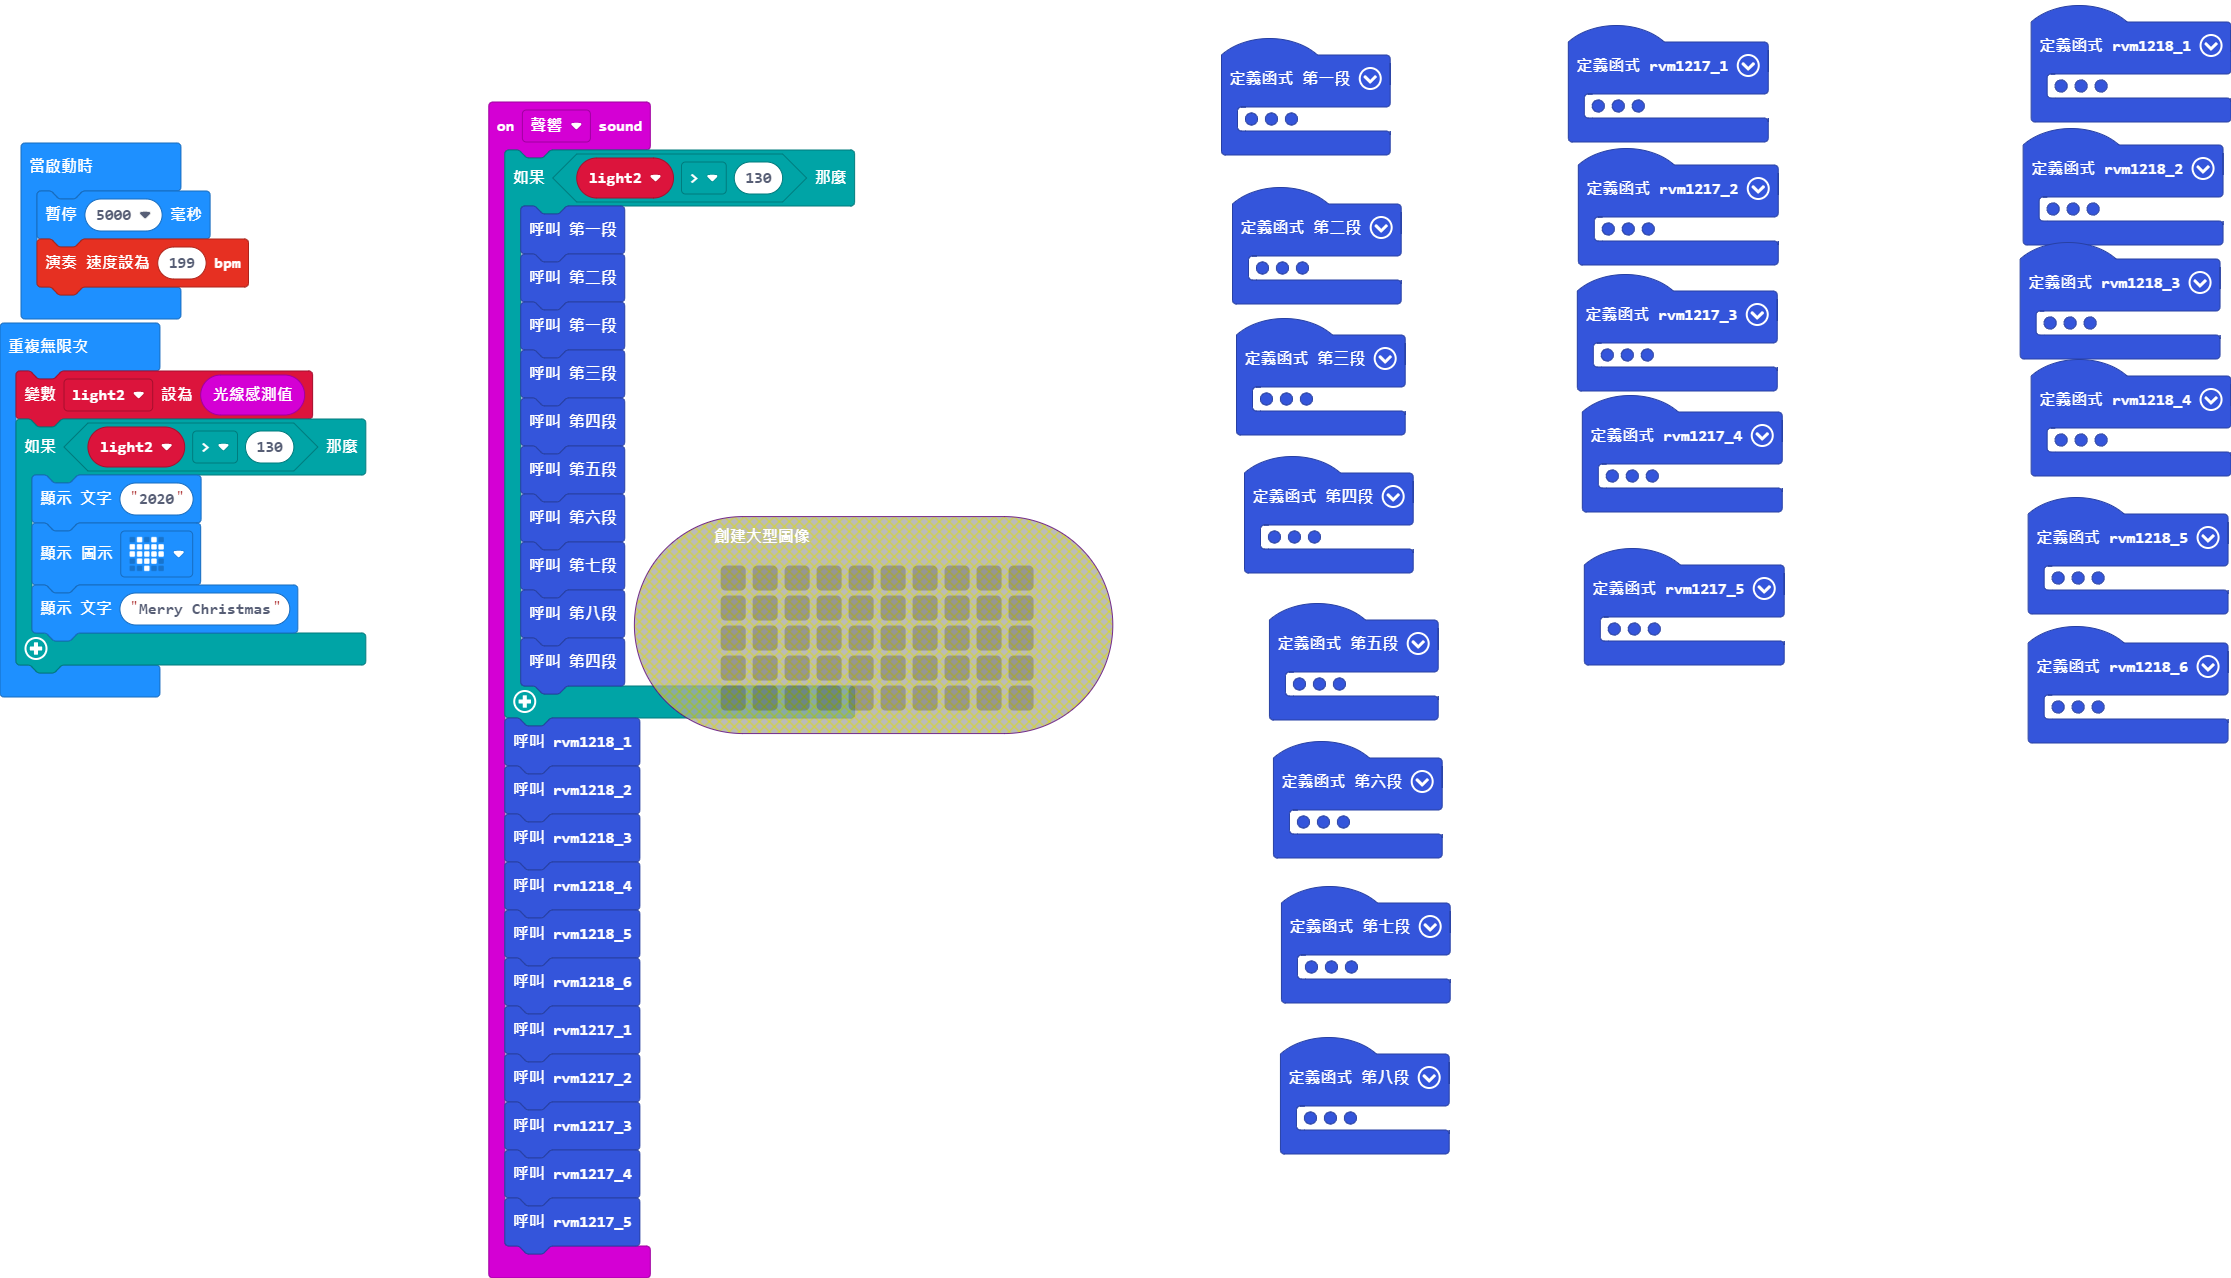 當啟動時
暫停 5000 毫秒
演奏 速度設為 199 bpm
重複無限次
變數 light2 設為 光線感測值
如果 light2 > 130 那麼
顯示 文字 "2020"
顯示 圖示
顯示 文字 "Merry Christmas"
on 聲響 sound
如果 light2 > 130 那麼
呼叫 第一段
呼叫 第二段
呼叫 第一段
呼叫 第三段
呼叫 第四段
呼叫 第五段
呼叫 第六段
呼叫 第七段
呼叫 第八段
呼叫 第四段
呼叫 rvm1218_1
呼叫 rvm1218_2
呼叫 rvm1218_3
呼叫 rvm1218_4
呼叫 rvm1218_5
呼叫 rvm1218_6
呼叫 rvm1217_1
呼叫 rvm1217_2
呼叫 rvm1217_3
呼叫 rvm1217_4
呼叫 rvm1217_5
創建大型圖像
定義函式 第一段
定義函式 第二段
定義函式 第三段
定義函式 第四段
定義函式 第五段
定義函式 第六段
定義函式 第七段
定義函式 第八段
定義函式 rvm1217_1
定義函式 rvm1217_2
定義函式 rvm1217_3
定義函式 rvm1217_4
定義函式 rvm1217_5
定義函式 rvm1218_1
定義函式 rvm1218_2
定義函式 rvm1218_3
定義函式 rvm1218_4
定義函式 rvm1218_5
定義函式 rvm1218_6